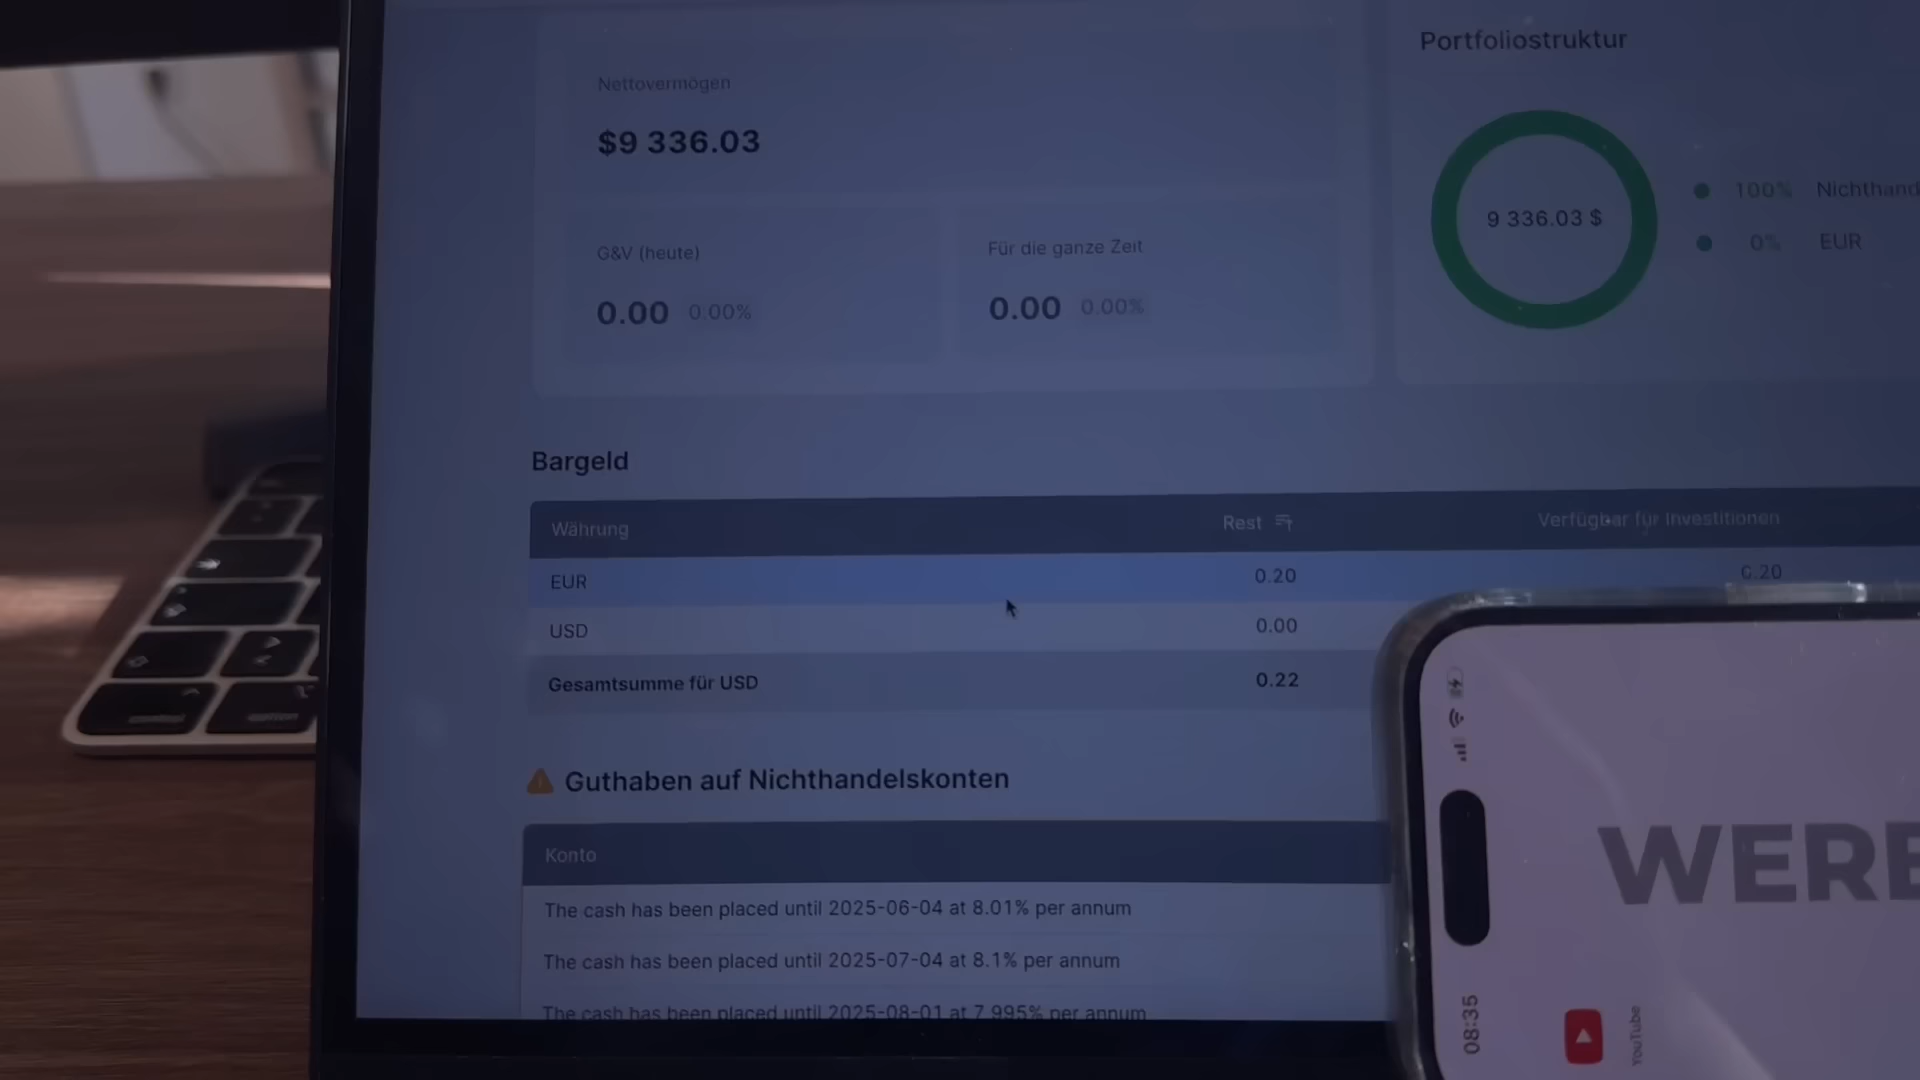 Nettovermögen
$9 336.03
G&V (heute)
0.00 0.00%
Für die ganze Zeit
0.00 0.00%
Portfoliostruktur
9 336.03 $
100% Nichthand
0% EUR
Bargeld
Währung Rest Verfügbar für Investitionen
EUR 0.20 0.20
USD 0.00
Gesamtsumme für USD 0.22
Guthaben auf Nichthandelskonten
Konto
The cash has been placed until 2025-06-04 at 8.01% per annum
The cash has been placed until 2025-07-04 at 8.1% per annum
The cash has been placed until 2025-08-01 at 7.995% per annum
08:35
WERB
YouTube
control
option